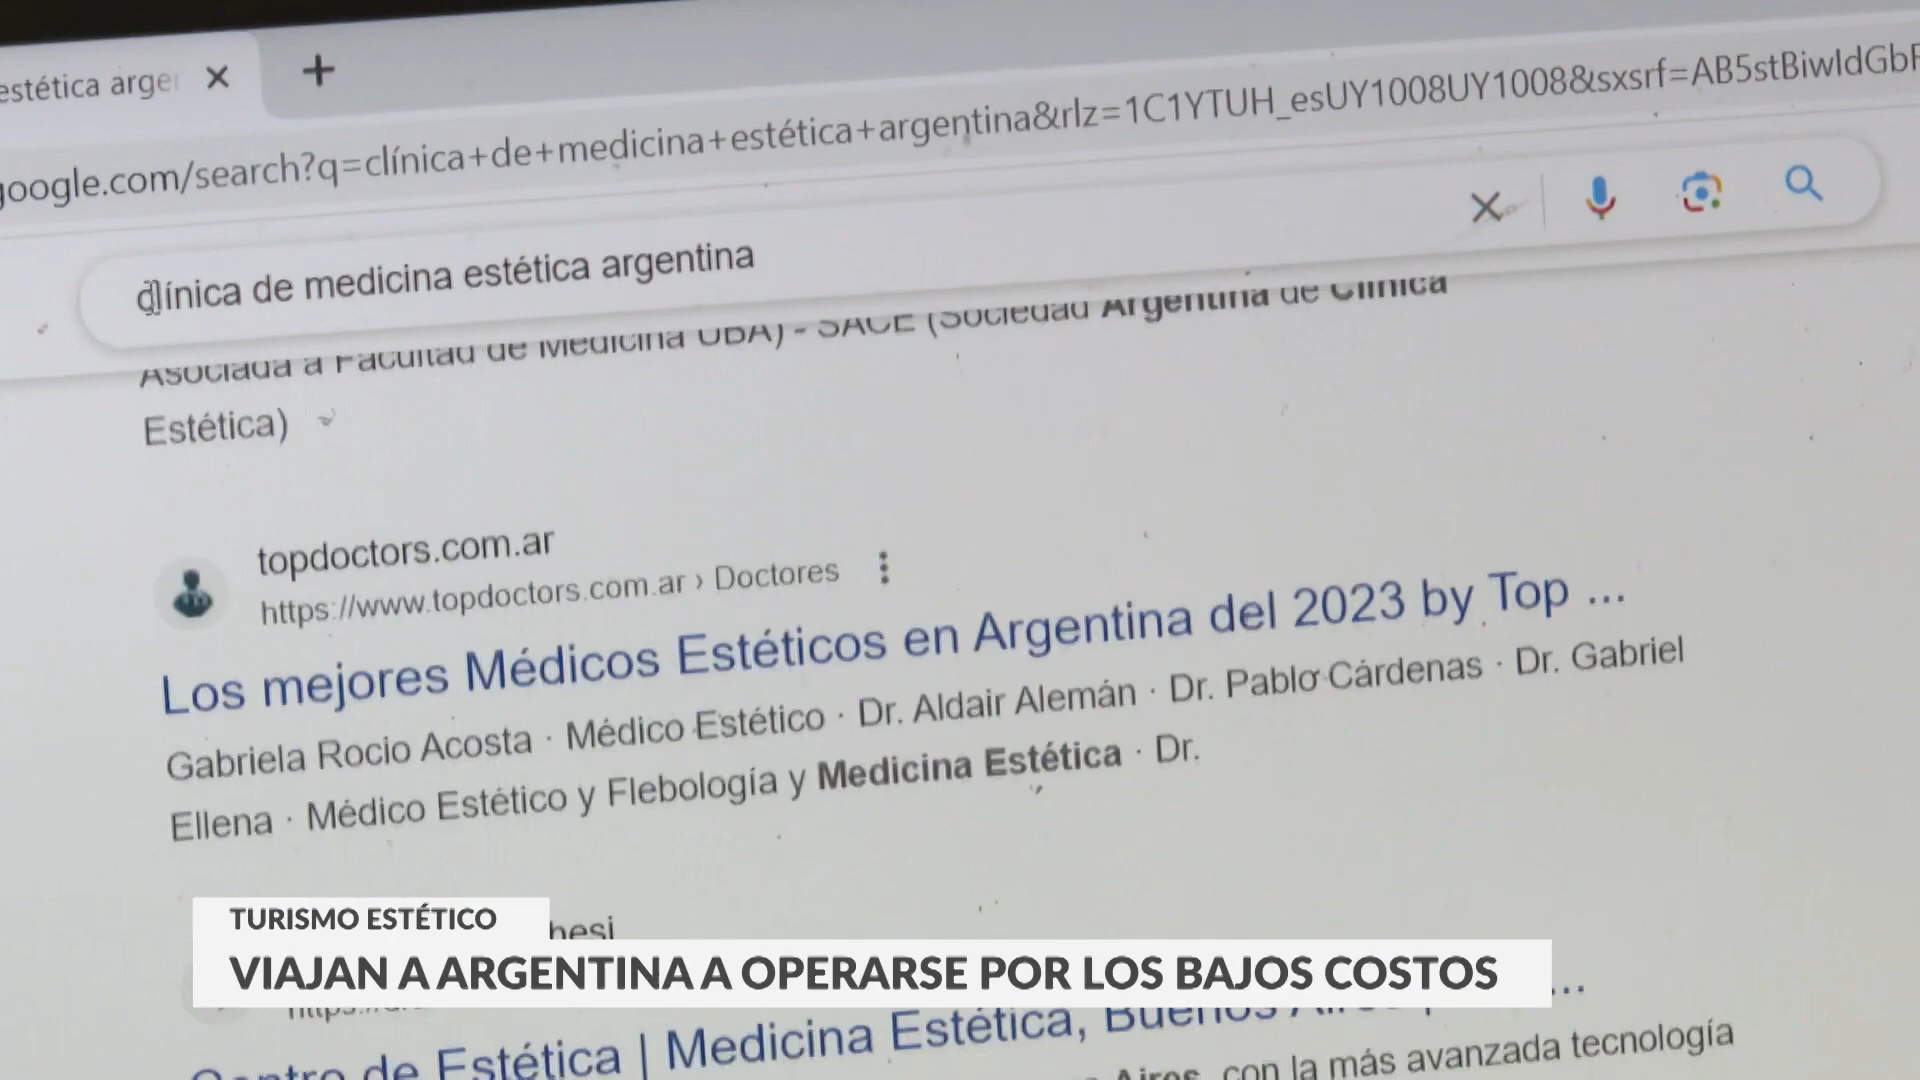 estética arge
google.com/search?q=clínica+de+medicina+estética+argentina&rlz=1C1YTUH_esUY1008UY1008&sxsrf=AB5stBiwIdGbF
clínica de medicina estética argentina
Asociada a Facultad de Medicina UBA) - SACE (Sociedad Argentina de Clínica
Estética)
topdoctors.com.ar
https://www.topdoctors.com.ar › Doctores
Los mejores Médicos Estéticos en Argentina del 2023 by Top ...
Gabriela Rocio Acosta · Médico Estético · Dr. Aldair Alemán · Dr. Pablo Cárdenas · Dr. Gabriel
Ellena · Médico Estético y Flebología y Medicina Estética · Dr.
hesi
TURISMO ESTÉTICO
VIAJAN A ARGENTINA A OPERARSE POR LOS BAJOS COSTOS
...
Centro de Estética | Medicina Estética, Buenos
Aires, con la más avanzada tecnología